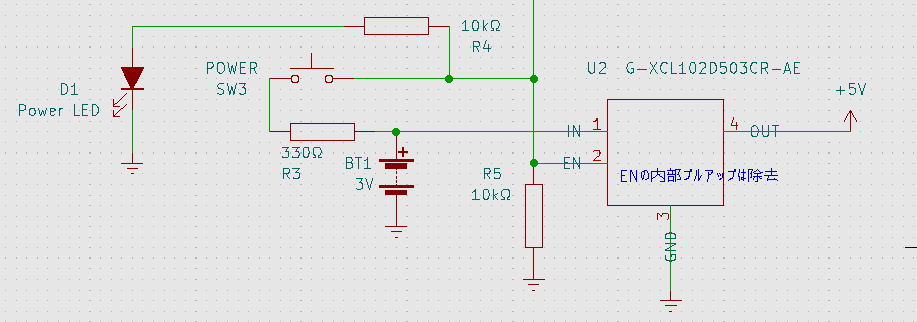 10kΩ
R4
POWER
SW3
U2 G-XCL102D503CR-AE
D1
Power LED
+5V
IN 1
4 OUT
330Ω
R3
BT1
3V
+
EN 2
R5
10kΩ
ENの内部プルアップは除去
3
GND